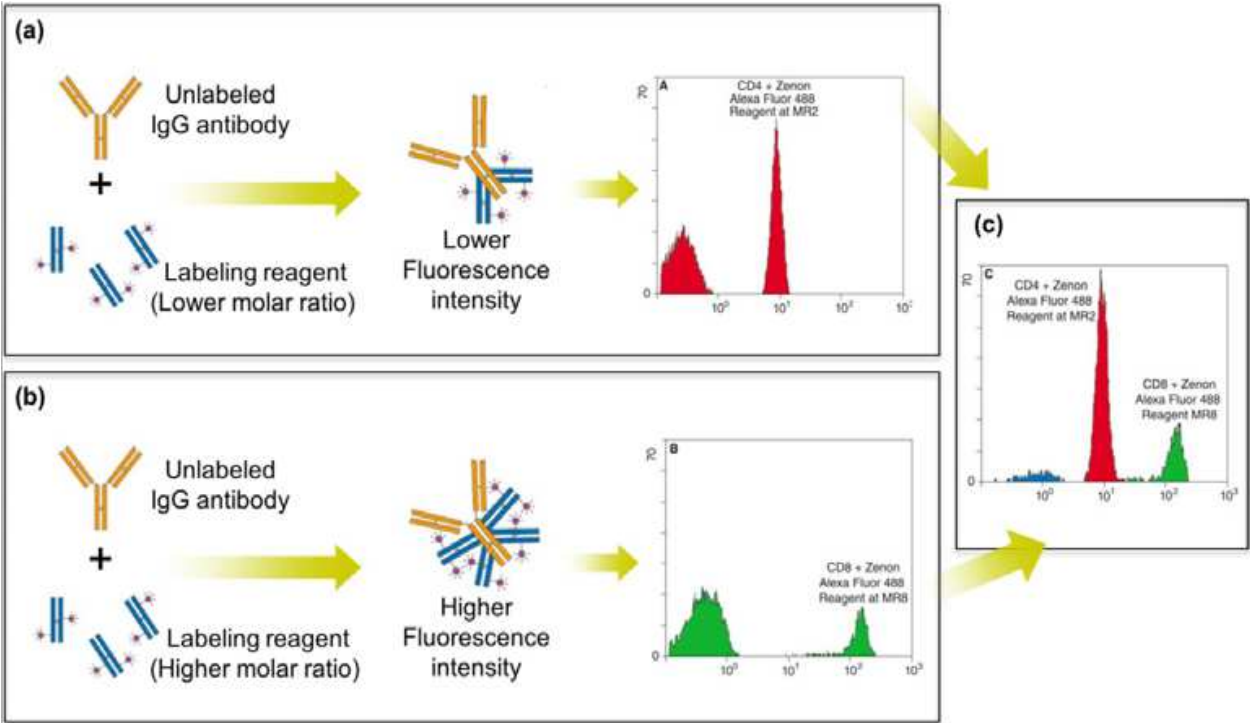 (a)
Unlabeled
IgG antibody
+
Labeling reagent
(Lower molar ratio)
Lower
Fluorescence
intensity
A
CD4 + Zenon
Alexa Fluor 488
Reagent at MR2
70
0
10⁰
10¹
10²
(b)
Unlabeled
IgG antibody
+
Labeling reagent
(Higher molar ratio)
Higher
Fluorescence
intensity
B
CD8 + Zenon
Alexa Fluor 488
Reagent at MR8
70
0
10⁰
10¹
10²
10³
(c)
C
CD4 + Zenon
Alexa Fluor 488
Reagent at MR2
CD8 + Zenon
Alexa Fluor 488
Reagent MR8
70
0
10⁰
10¹
10²
10³